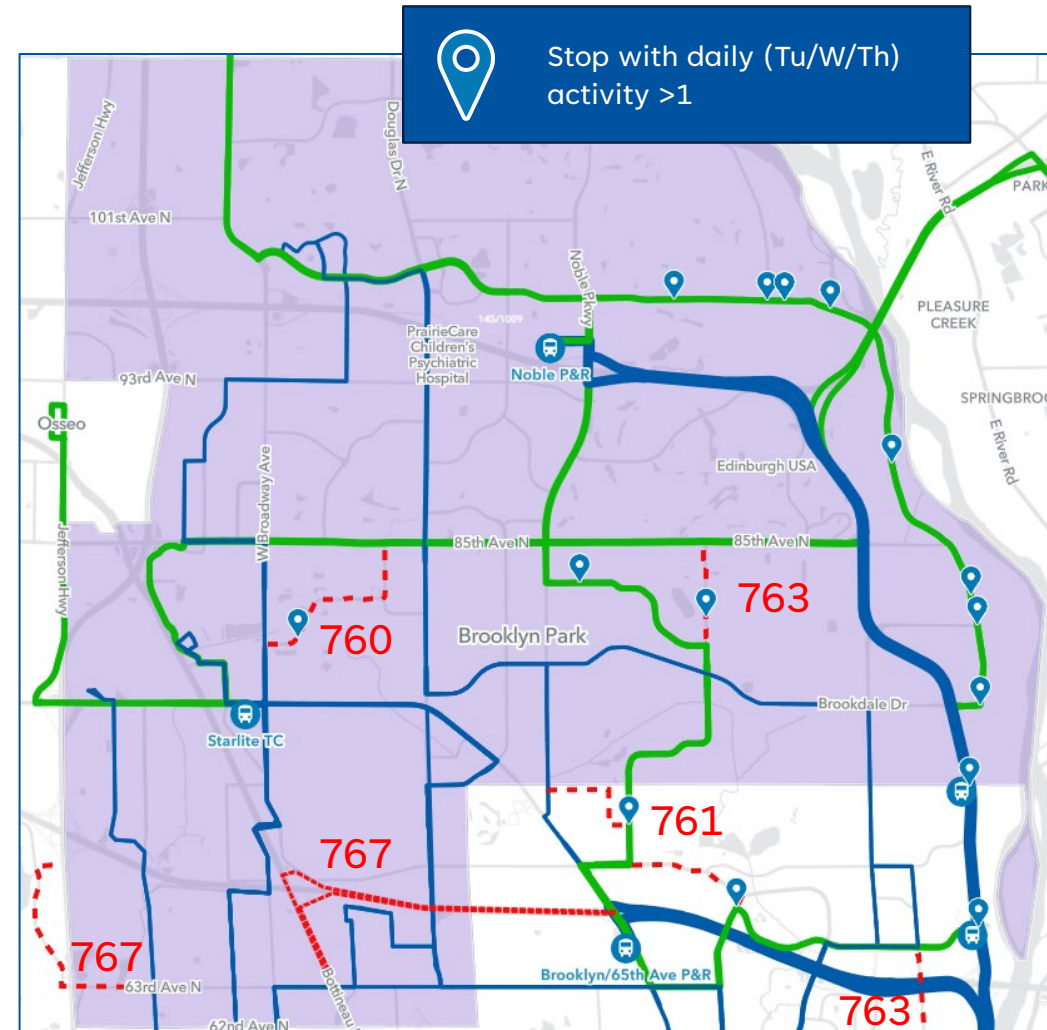 Stop with daily (Tu/W/Th)
activity >1
Jefferson Hwy
Douglas Dr N
E River Rd
PARK
101st Ave N
Noble Pkwy
PLEASURE
CREEK
145/1009
PrairieCare
Children's
Psychiatric
Hospital
Noble P&R
93rd Ave N
SPRINGBROO
Osseo
E River Rd
W Broadway Ave
Edinburgh USA
Jefferson Hwy
85th Ave N
85th Ave N
763
760
Brooklyn Park
Brookdale Dr
Starlite TC
761
767
767
Brooklyn/65th Ave P&R
63rd Ave N
Bottineau
763
62nd Ave N